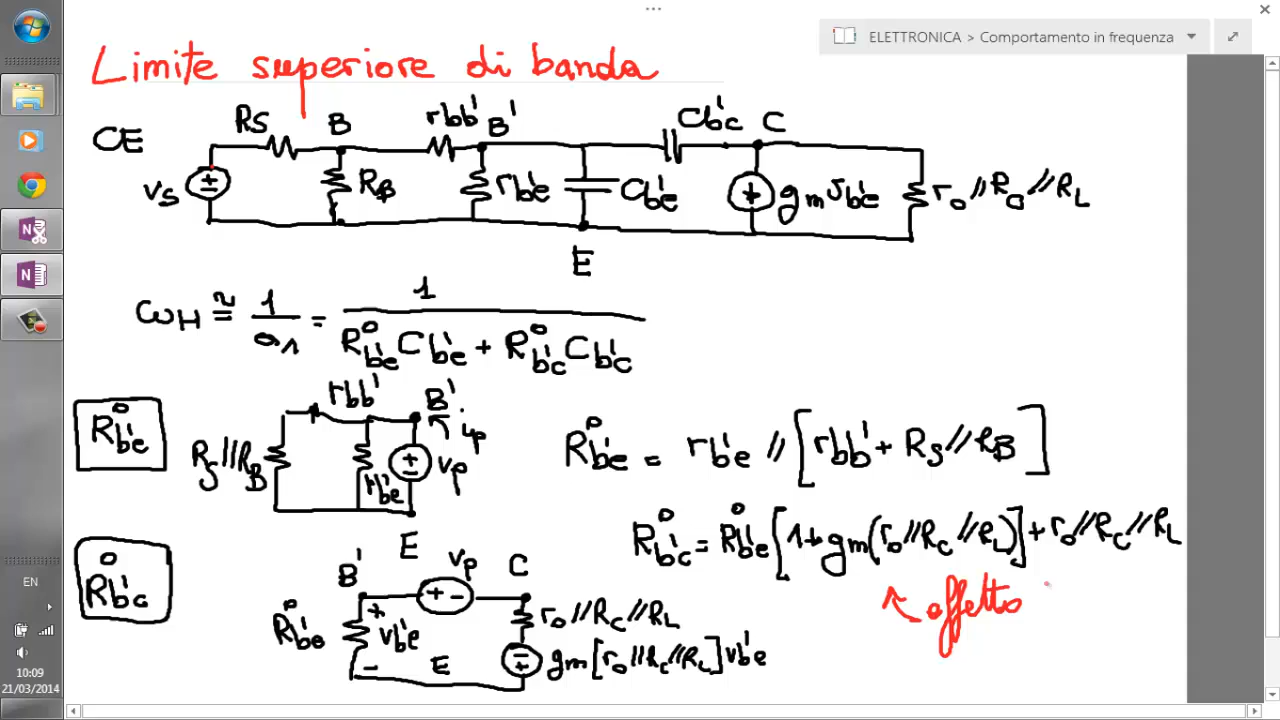 ELETTRONICA > Comportamento in frequenza
Limite superiore di banda
CE
RS B rbb' B' Cb'c C
vs RB rb'e Cb'e gm vb'e ro // RC // RL
E
ωH ≅ 1/a1 = 1/(R°b'e Cb'e + R°b'c Cb'c)
R°b'e
rbb' B' ip
RS//RB rb'e vp
E
R°b'e = rb'e // [rbb' + RS // RB]
R°b'c = R°b'e [1 + gm(ro // RC // RL)] + ro // RC // RL
effetto
R°b'c
B' vp C
R°b'e vb'e ro // RC // RL
E gm[ro // RC // RL] vb'e
EN
10:09
21/03/2014